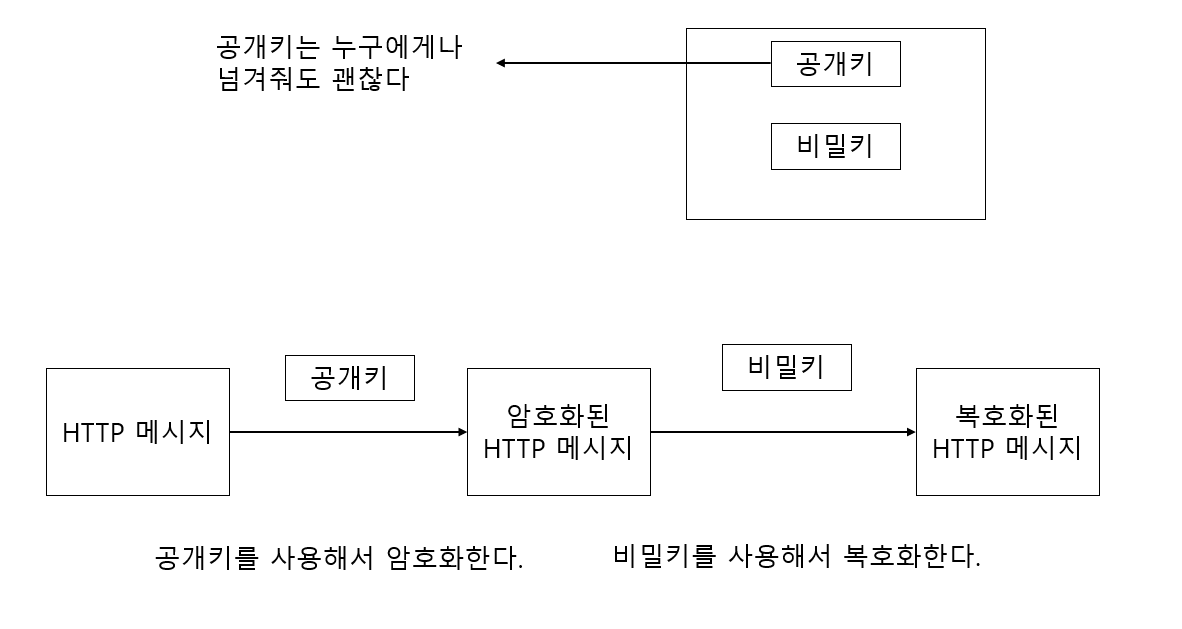 공개키는 누구에게나
넘겨줘도 괜찮다
공개키
비밀키
공개키
비밀키
HTTP 메시지
암호화된
HTTP 메시지
복호화된
HTTP 메시지
공개키를 사용해서 암호화한다.
비밀키를 사용해서 복호화한다.